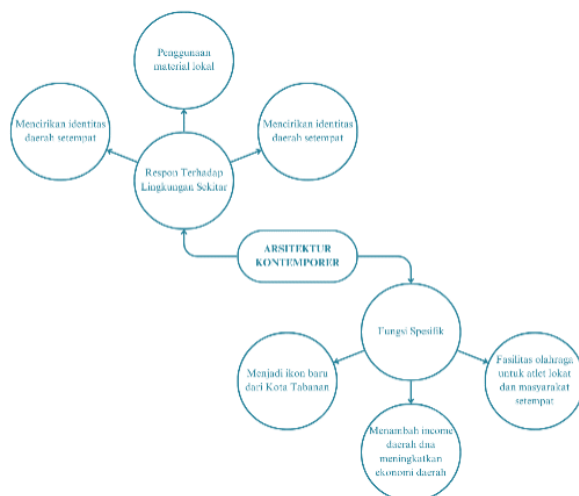 Penggunaan
material lokal
Mencirikan identitas
daerah setempat
Mencirikan identitas
daerah setempat
Respon Terhadap
Lingkungan Sekitar
ARSITEKTUR
KONTEMPORER
Fungsi Spesifik
Menjadi ikon baru
dari Kota Tabanan
Fasilitas olahraga
untuk atlet lokat
dan masyarakat
setempat
Menambah income
daerah dna
meningkatkan
ekonomi daerah